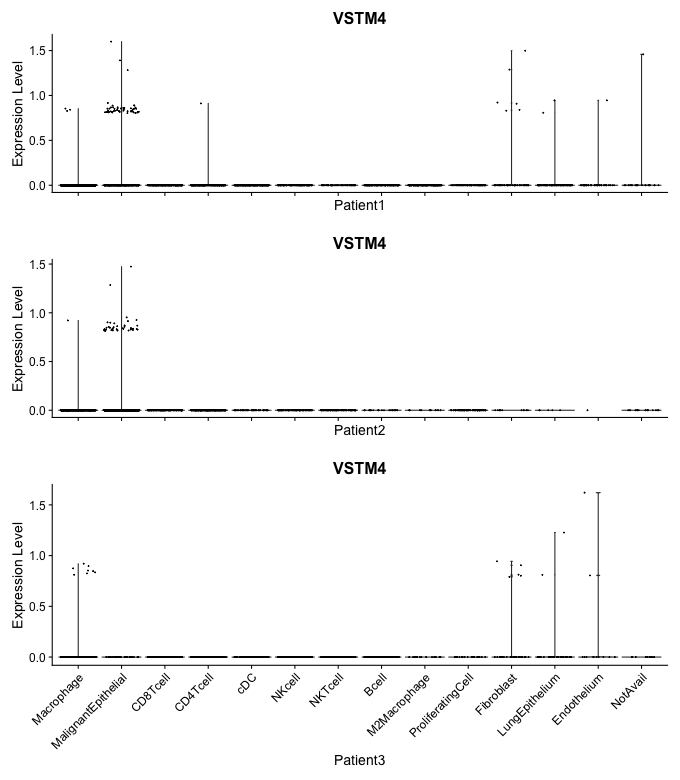 VSTM4
Expression Level
1.5
1.0
0.5
0.0
Patient1
VSTM4
Expression Level
1.5
1.0
0.5
0.0
Patient2
VSTM4
Expression Level
1.5
1.0
0.5
0.0
Macrophage
MalignantEpithelial
CD8Tcell
CD4Tcell
cDC
NKcell
NKTcell
Bcell
M2Macrophage
ProliferatingCell
Fibroblast
LungEpithelium
Endothelium
NotAvail
Patient3